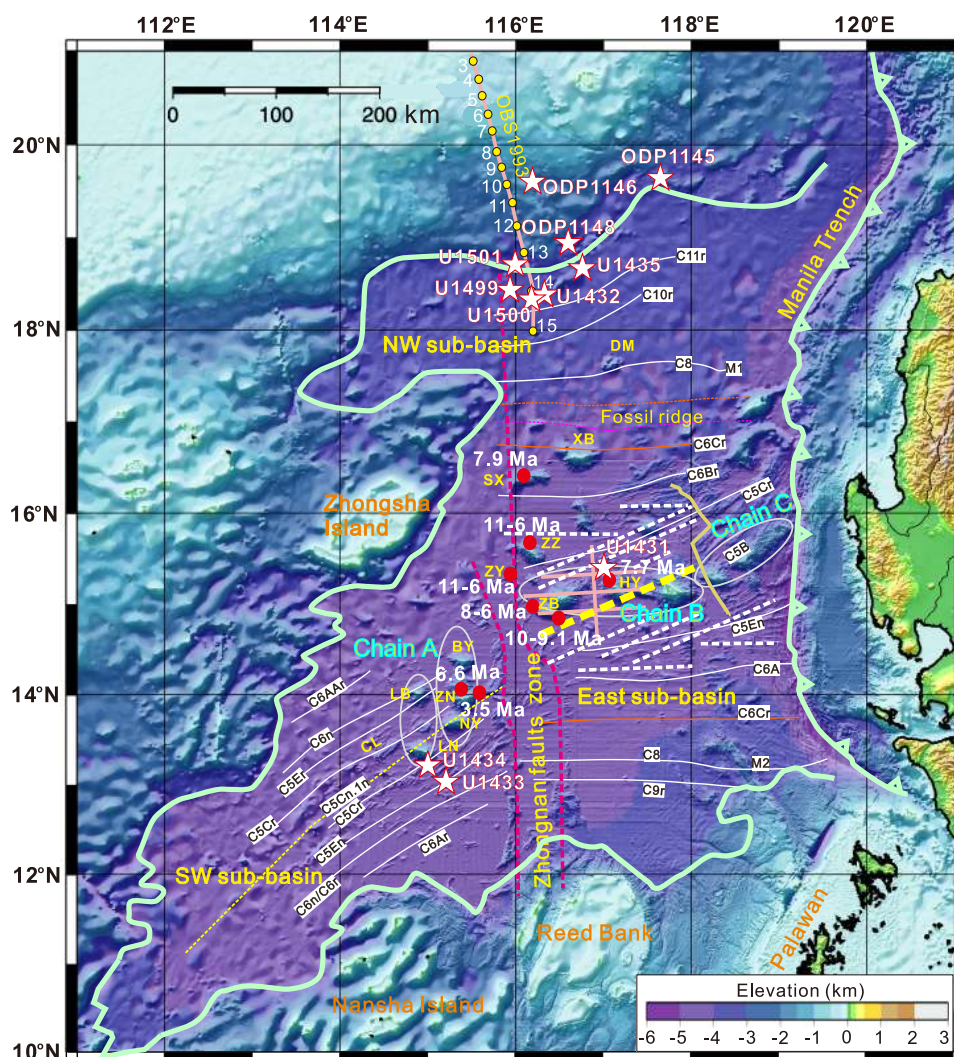 112°E 114° 116° 118° 120°
3
4
0 100 200 km
5
6
7
OBS1993
20°N
8
9
10
11
12
13
ODP1145
ODP1146
ODP1148
Manila Trench
U1501
U1435
C11r
U1499
14
U1432
C10r
U1500
15
18°N
NW sub-basin
DM
C8
M1
Fossil ridge
XB
C6Cr
7.9 Ma
SX
C6Br
Zhongsha
Island
C5Cr
16°N
Chain C
11-6 Ma
ZZ
U1431
C5B
ZY
7.7 Ma
HY
11-6 Ma
ZB
8-6 Ma
Chain B
10-9.1 Ma
C5En
Chain A
BY
6.6 Ma
C6A
14°N
C6AAr
LB
ZN
East sub-basin
3.5 Ma
C6n
NY
C6Cr
CL
LN
C5Er
U1434
C8
M2
C5Cn.1n
U1433
C9r
C5Cr
C5Cr
C5En
C6Ar
Zhongnan faults zone
12°N
SW sub-basin
C6n/C6r
Reed Bank
Palawan
Nansha Island
Elevation (km)
-6 -5 -4 -3 -2 -1 0 1 2 3
10°N